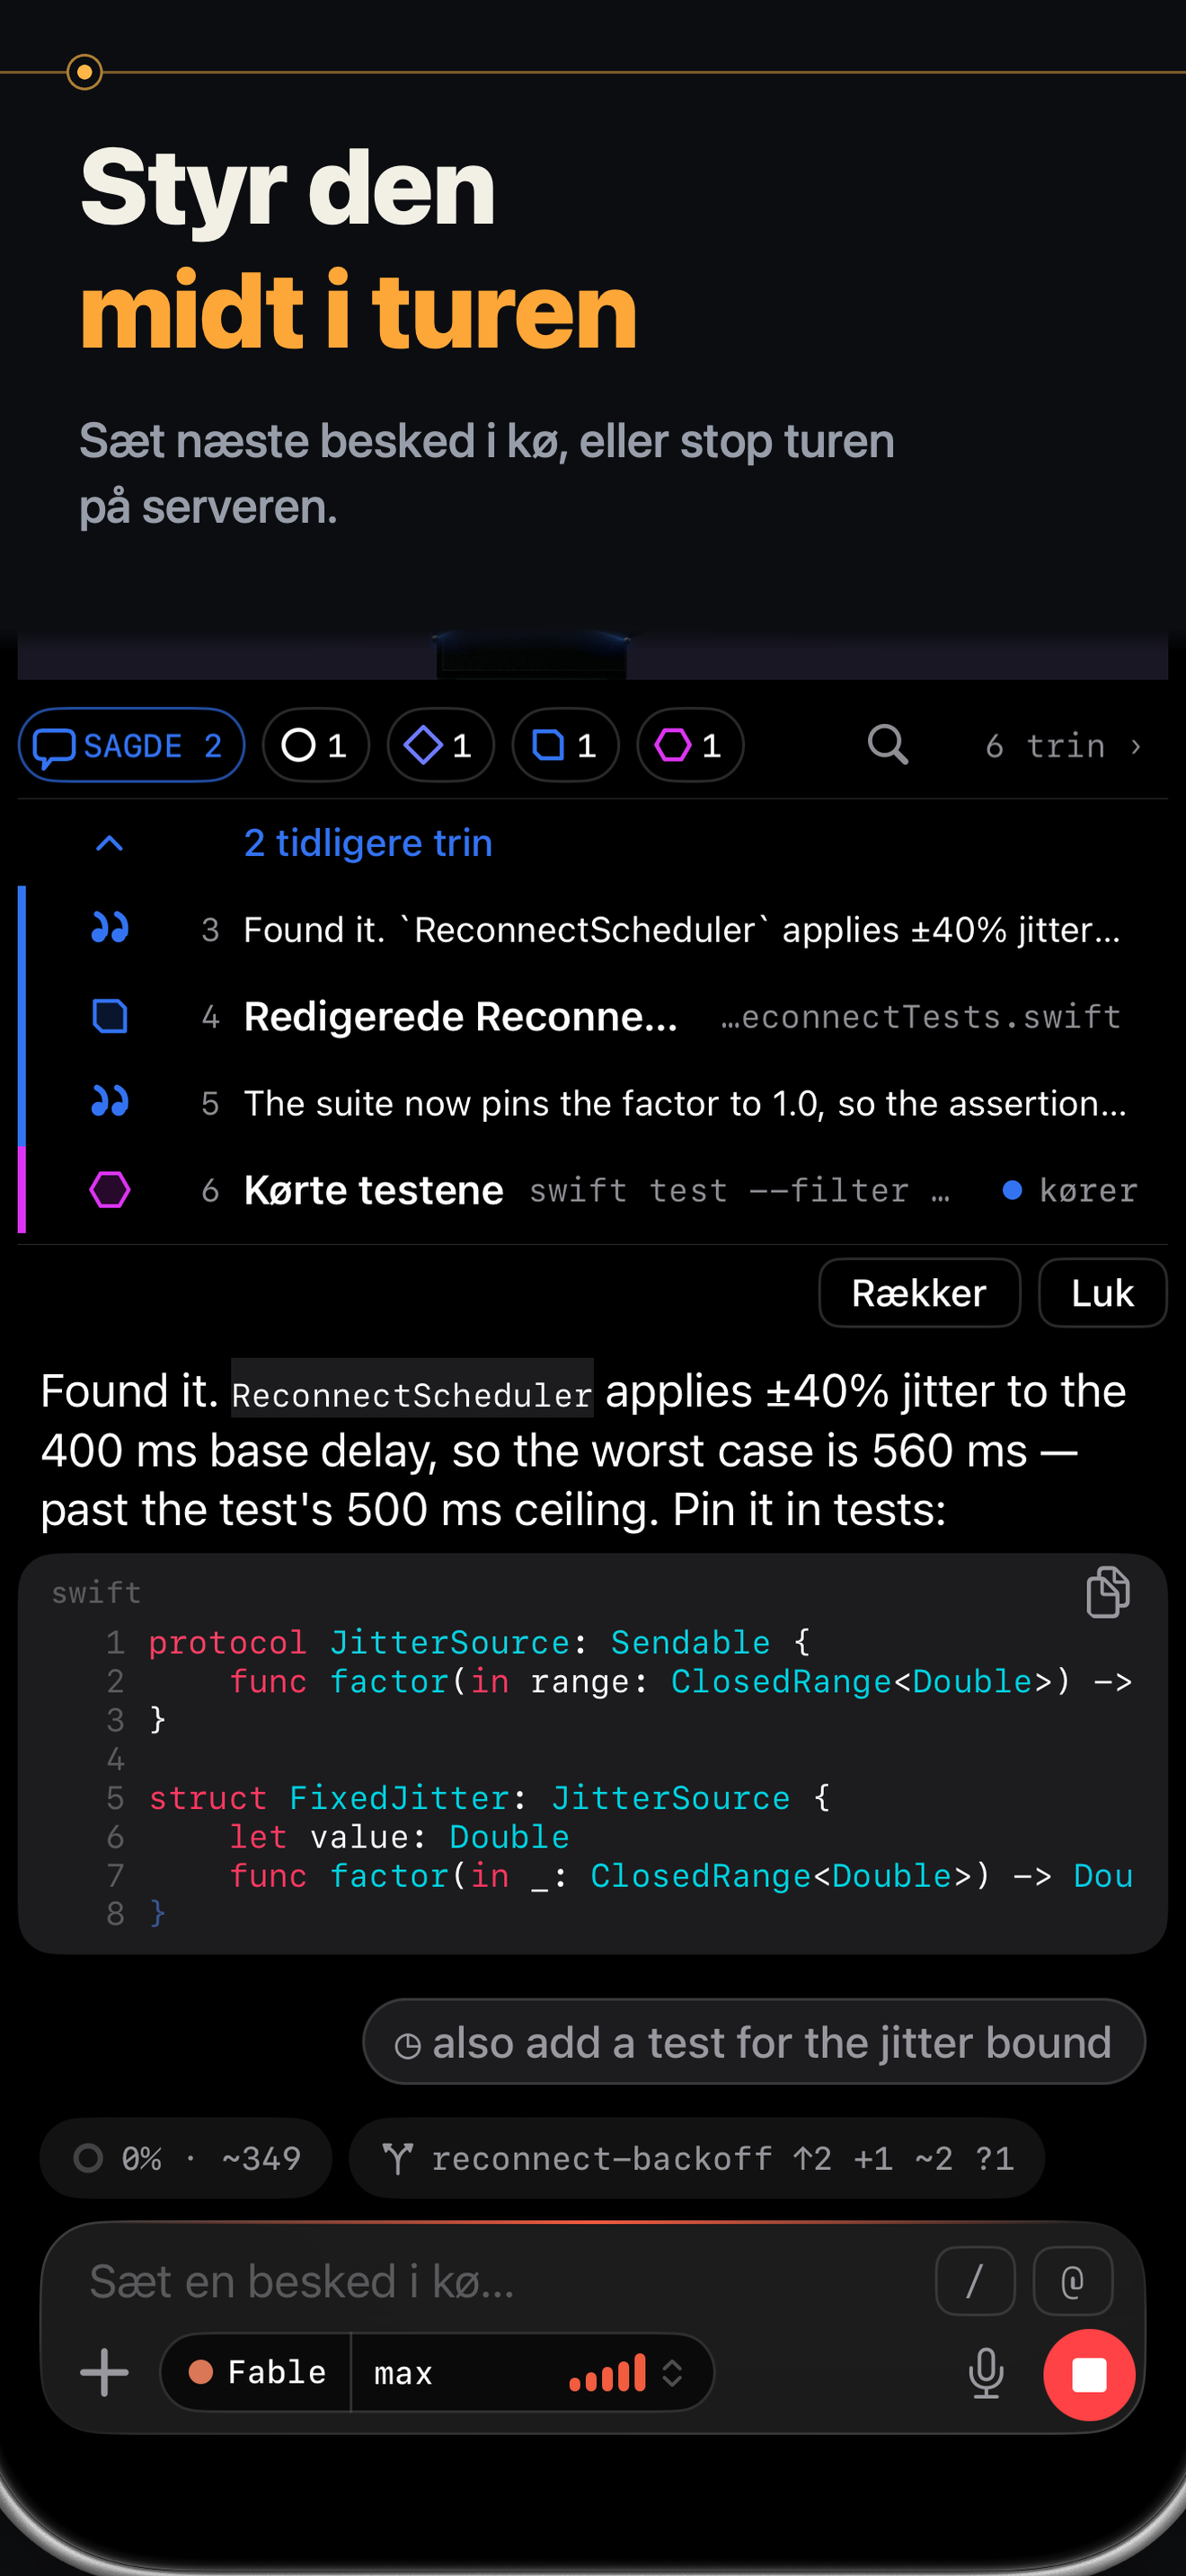 Styr den
midt i turen
Sæt næste besked i kø, eller stop turen
på serveren.
SAGDE 2 1 1 1 1 6 trin ›
2 tidligere trin
3 Found it. `ReconnectScheduler` applies ±40% jitter...
4 Redigerede Reconne... …econnectTests.swift
5 The suite now pins the factor to 1.0, so the assertion...
6 Kørte testene swift test --filter … kører
Rækker Luk
Found it. ReconnectScheduler applies ±40% jitter to the
400 ms base delay, so the worst case is 560 ms —
past the test's 500 ms ceiling. Pin it in tests:
swift
1 protocol JitterSource: Sendable {
2     func factor(in range: ClosedRange<Double>) ->
3 }
4
5 struct FixedJitter: JitterSource {
6     let value: Double
7     func factor(in _: ClosedRange<Double>) -> Dou
8 }
also add a test for the jitter bound
0% · ~349 reconnect-backoff ↑2 +1 ~2 ?1
Sæt en besked i kø... / @
Fable max